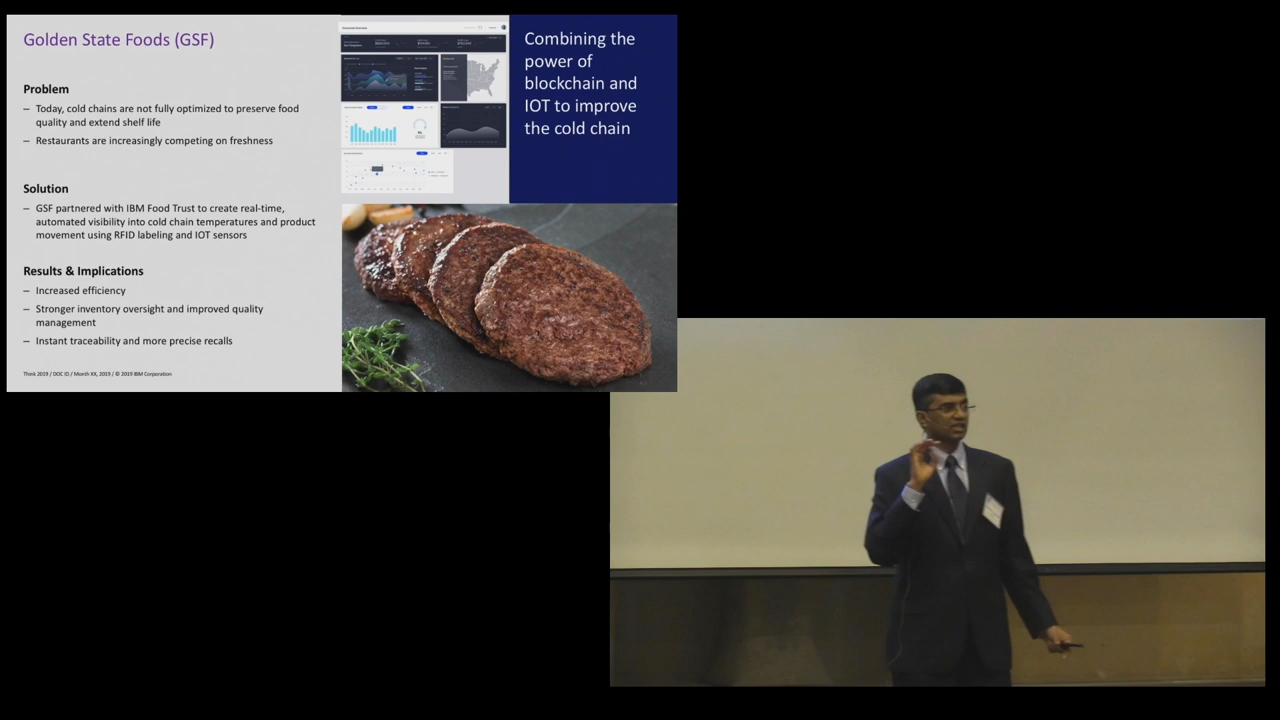 Golden State Foods (GSF)
Problem
– Today, cold chains are not fully optimized to preserve food
quality and extend shelf life
– Restaurants are increasingly competing on freshness
Solution
– GSF partnered with IBM Food Trust to create real-time,
automated visibility into cold chain temperatures and product
movement using RFID labeling and IOT sensors
Results & Implications
– Increased efficiency
– Stronger inventory oversight and improved quality
management
– Instant traceability and more precise recalls
Think 2019 / DOC ID / Month XX, 2019 / © 2019 IBM Corporation
Combining the
power of
blockchain and
IOT to improve
the cold chain